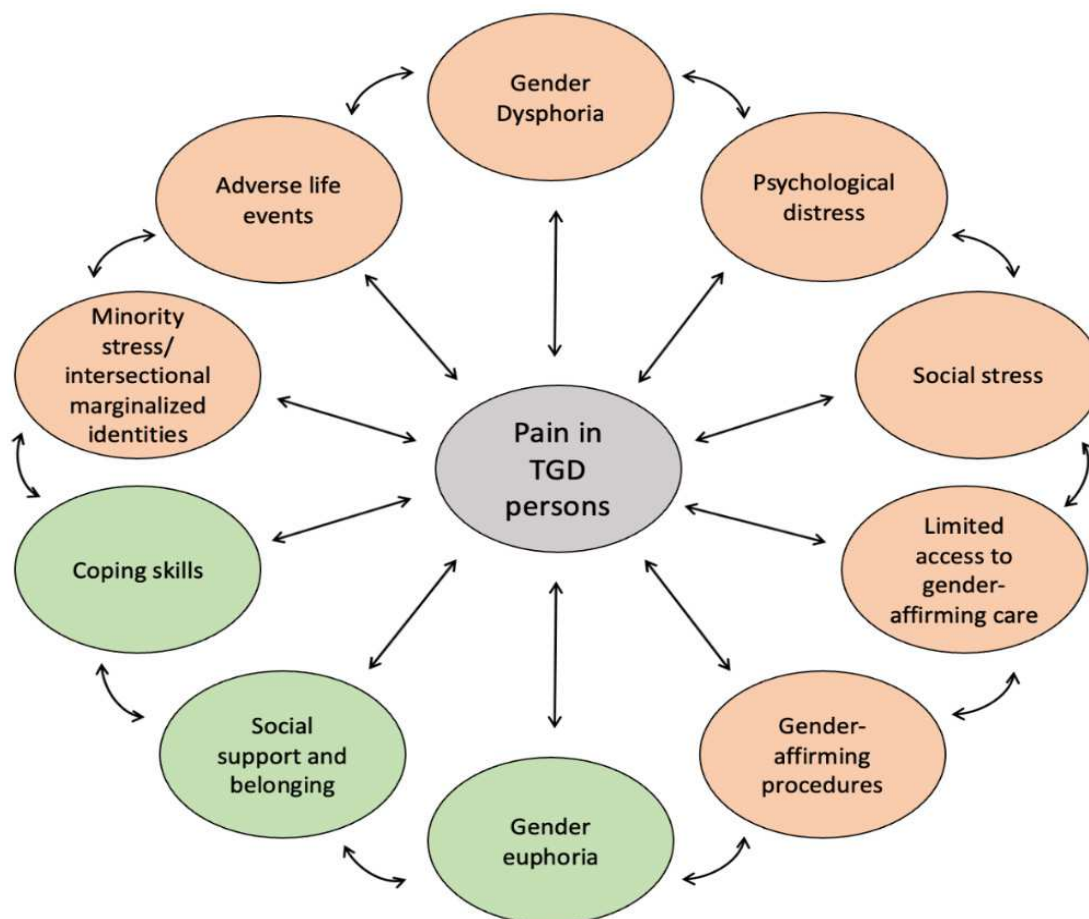 Gender
Dysphoria
Psychological
distress
Social stress
Limited
access to
gender-
affirming care
Gender-
affirming
procedures
Gender
euphoria
Social
support and
belonging
Coping skills
Minority
stress/
intersectional
marginalized
identities
Adverse life
events
Pain in
TGD
persons